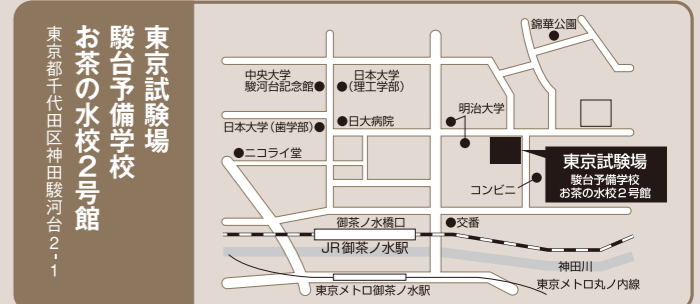 東京試験場
駿台予備学校
お茶の水校2号館
東京都千代田区神田駿河台2-1
錦華公園
中央大学
駿河台記念館
日本大学
(理工学部)
明治大学
日本大学(歯学部)
日大病院
ニコライ堂
東京試験場
駿台予備学校
お茶の水校2号館
コンビニ
御茶ノ水橋口
交番
JR御茶ノ水駅
神田川
東京メトロ御茶ノ水駅
東京メトロ丸ノ内線